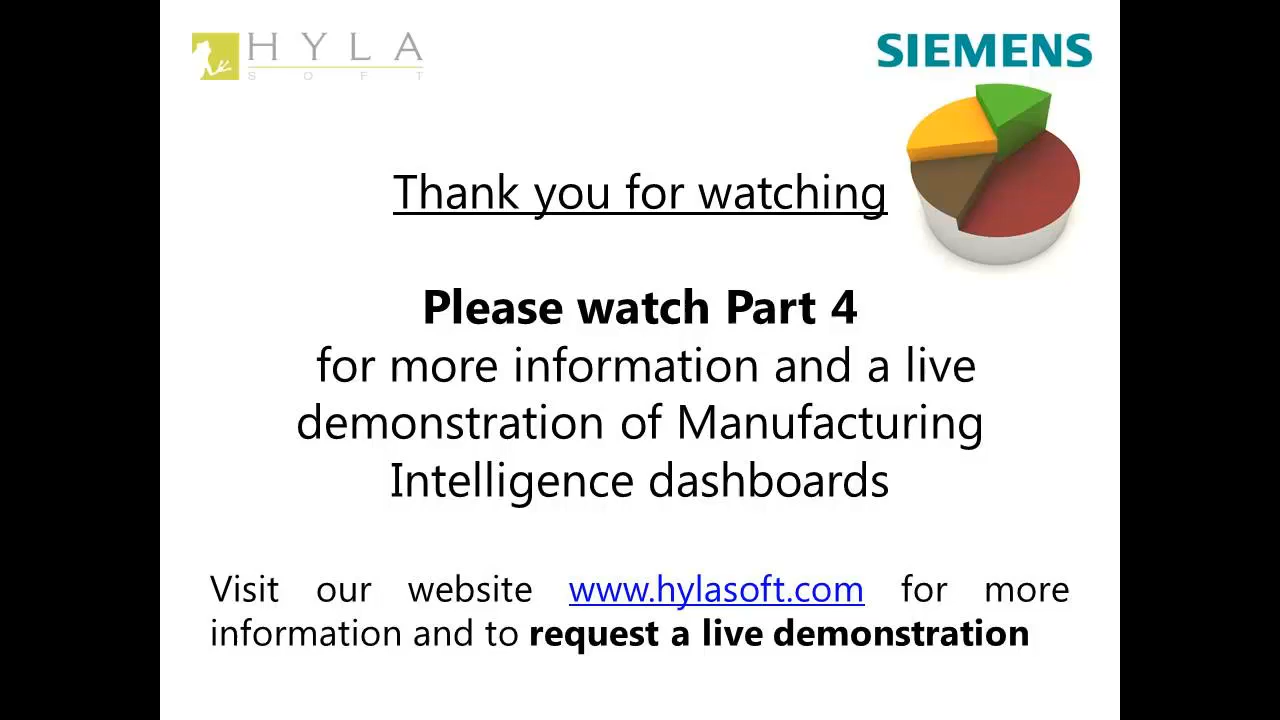 HYLA
SOFT
SIEMENS
Thank you for watching
Please watch Part 4
for more information and a live
demonstration of Manufacturing
Intelligence dashboards
Visit our website www.hylasoft.com for more
information and to request a live demonstration